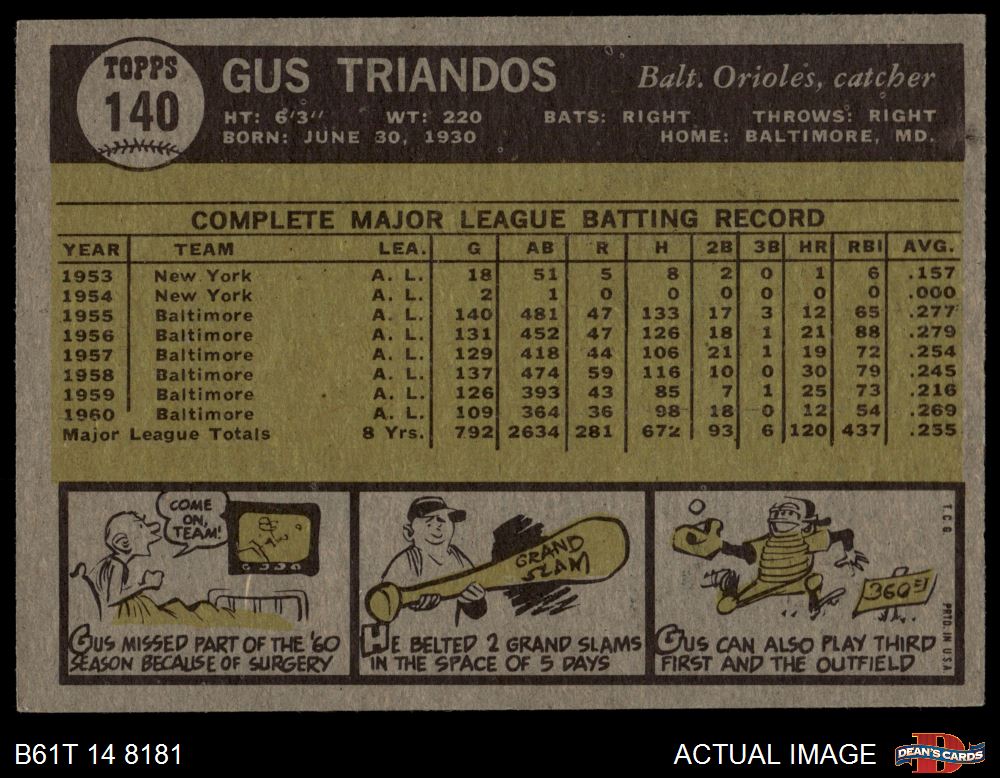 TOPPS
140
GUS TRIANDOS
Balt. Orioles, catcher
HT: 6'3" WT: 220 BATS: RIGHT THROWS: RIGHT
BORN: JUNE 30, 1930 HOME: BALTIMORE, MD.
COMPLETE MAJOR LEAGUE BATTING RECORD
YEAR TEAM LEA. G AB R H 2B 3B HR RBI AVG.
1953 New York A. L. 18 51 5 8 2 0 1 6 .157
1954 New York A. L. 2 1 0 0 0 0 0 0 .000
1955 Baltimore A. L. 140 481 47 133 17 3 12 65 .277
1956 Baltimore A. L. 131 452 47 126 18 1 21 88 .279
1957 Baltimore A. L. 129 418 44 106 21 1 19 72 .254
1958 Baltimore A. L. 137 474 59 116 10 0 30 79 .245
1959 Baltimore A. L. 126 393 43 85 7 1 25 73 .216
1960 Baltimore A. L. 109 364 36 98 18 0 12 54 .269
Major League Totals 8 Yrs. 792 2634 281 672 93 6 120 437 .255
COME
ON,
TEAM!
GUS MISSED PART OF THE '60
SEASON BECAUSE OF SURGERY
GRAND
SLAM
HE BELTED 2 GRAND SLAMS
IN THE SPACE OF 5 DAYS
360 FT
GUS CAN ALSO PLAY THIRD
FIRST AND THE OUTFIELD
T.C.G.
PRTD. IN U.S.A.
B61T 14 8181
ACTUAL IMAGE
DEAN'S CARDS